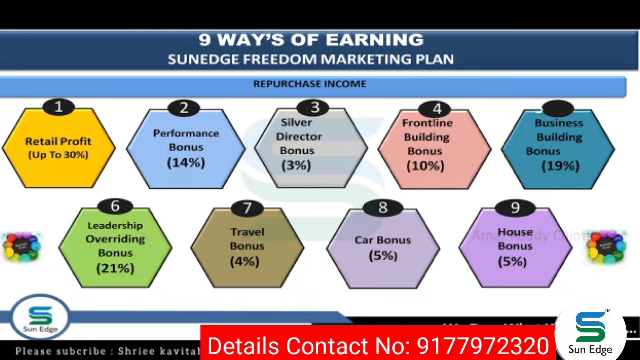 9 WAY'S OF EARNING
SUNEDGE FREEDOM MARKETING PLAN
REPURCHASE INCOME
1
Retail Profit
(Up To 30%)
2
Performance
Bonus
(14%)
3
Silver
Director
Bonus
(3%)
4
Frontline
Building
Bonus
(10%)
Business
Building
Bonus
(19%)
6
Leadership
Overriding
Bonus
(21%)
7
Travel
Bonus
(4%)
8
Car Bonus
(5%)
9
House
Bonus
(5%)
Sun Edge
Please subcribe : Shriee kavitah
Details Contact No: 9177972320
Sun Edge